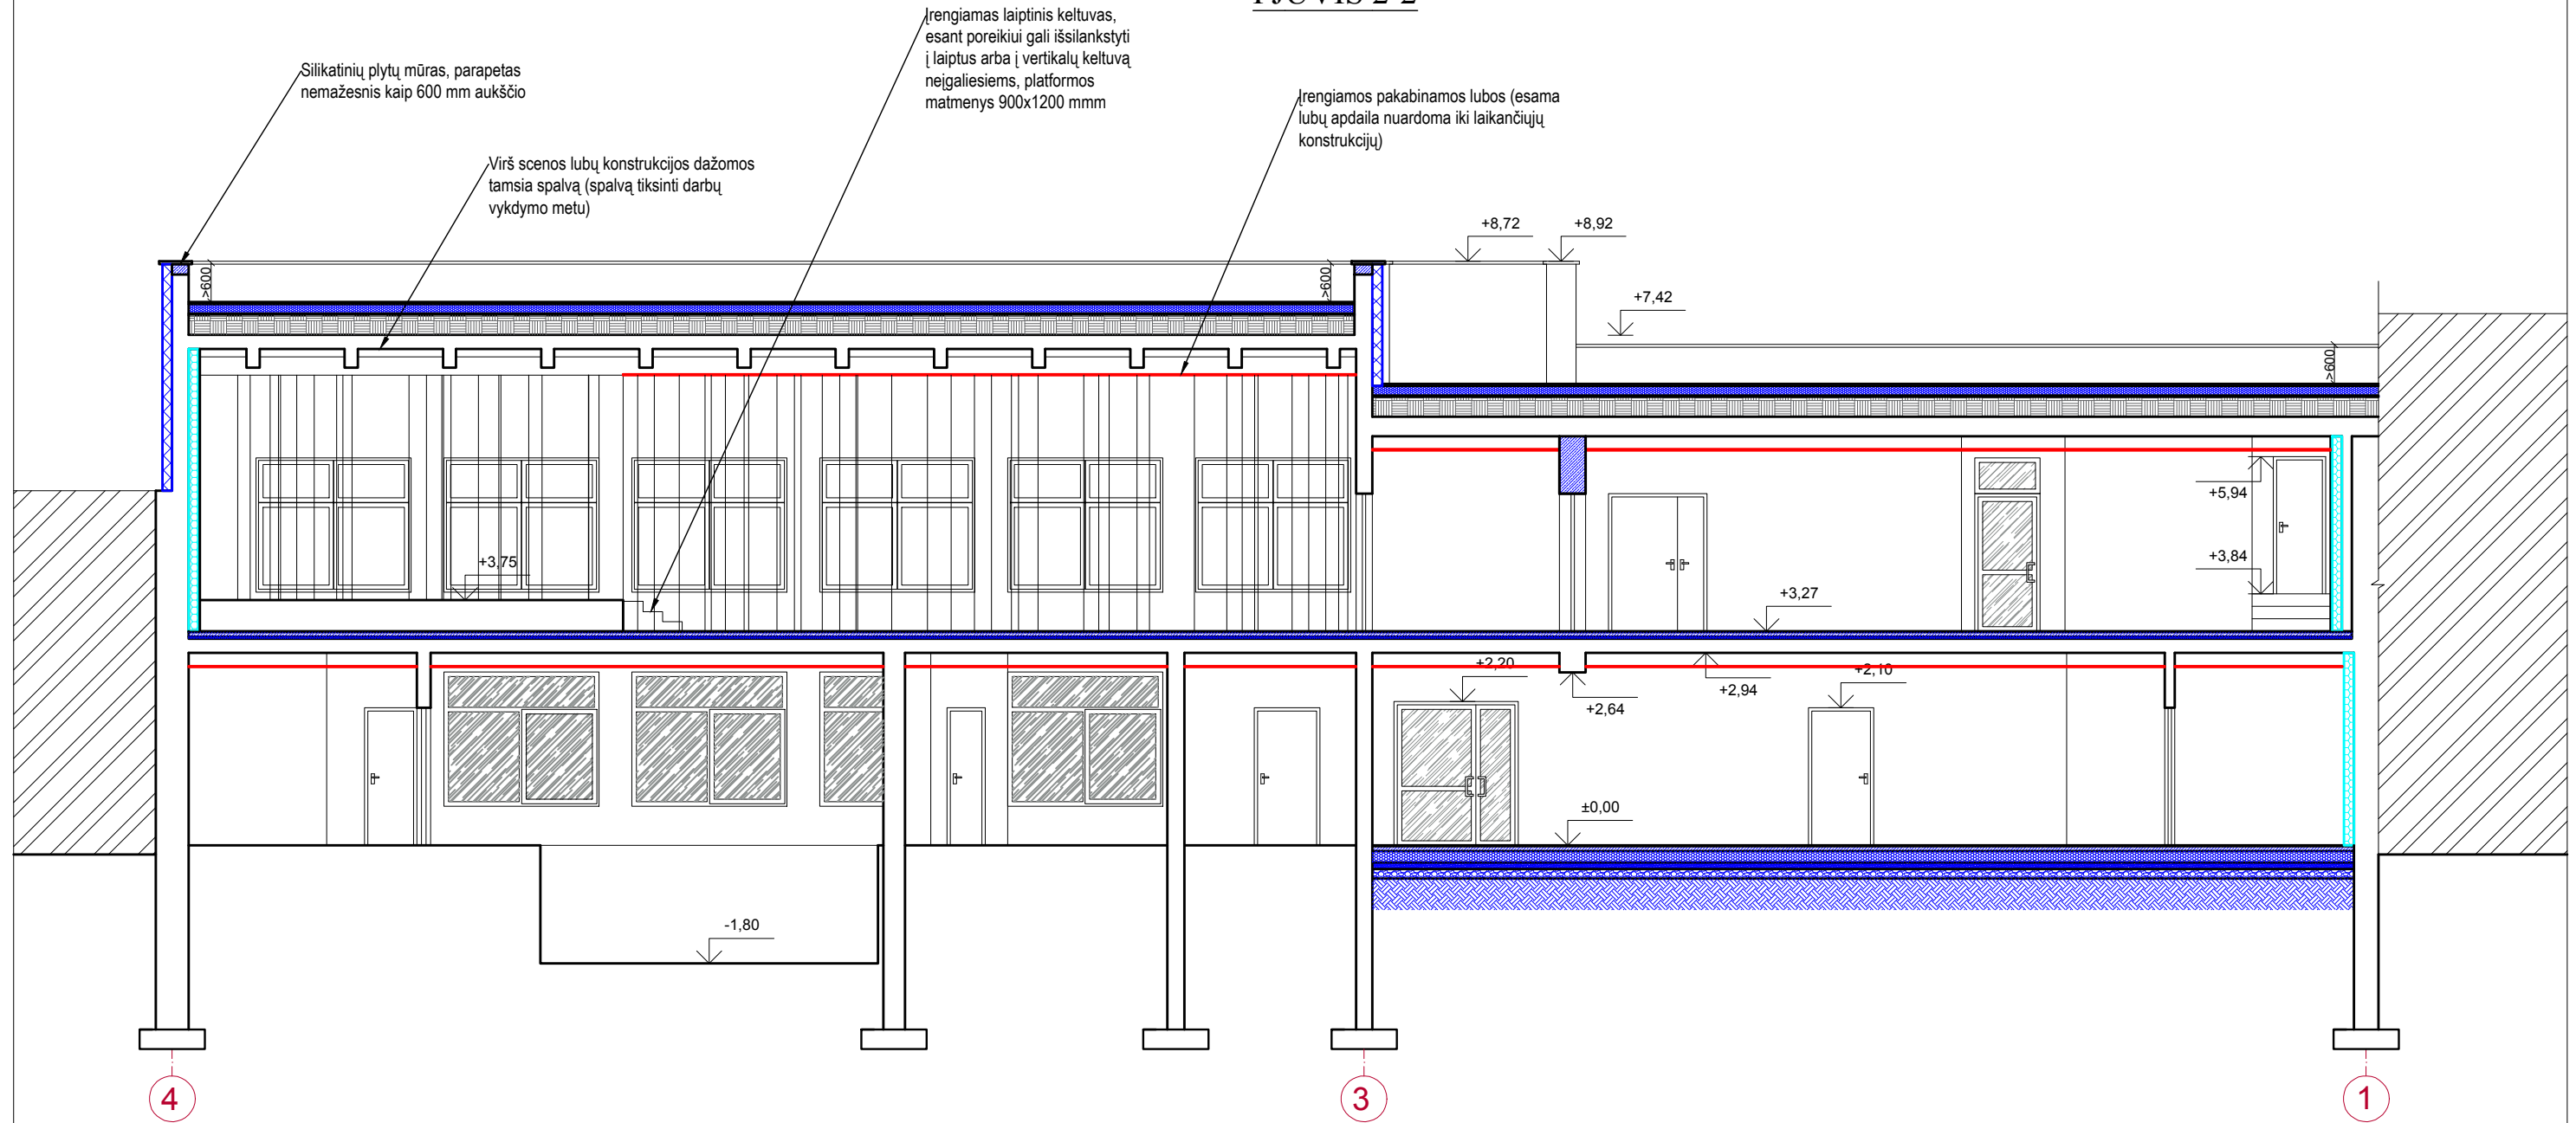 PJŪVIS 2-2
Įrengiamas laiptinis keltuvas,
esant poreikiui gali išsilankstyti
į laiptus arba į vertikalų keltuvą
neįgaliesiems, platformos
matmenys 900x1200 mmm
Silikatinių plytų mūras, parapetas
nemažesnis kaip 600 mm aukščio
Įrengiamos pakabinamos lubos (esama
lubų apdaila nuardoma iki laikančiųjų
konstrukcijų)
Virš scenos lubų konstrukcijos dažomos
tamsia spalvą (spalvą tiksinti darbų
vykdymo metu)
+8,72
+8,92
>600
>600
+7,42
>600
+5,94
+3,75
+3,84
+3,27
+2,20
+2,94
+2,10
+2,64
±0,00
-1,80
4
3
1